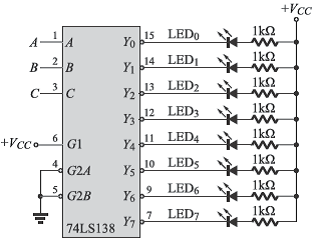 +VCC
15 LED0 1kΩ
A 1 A Y0
14 LED1 1kΩ
B 2 B Y1
13 LED2 1kΩ
C 3 C Y2
12 LED3 1kΩ
Y3
+VCC 6 G1 Y4 11 LED4 1kΩ
4 G2A Y5 10 LED5 1kΩ
5 G2B Y6 9 LED6 1kΩ
Y7 7 LED7 1kΩ
74LS138